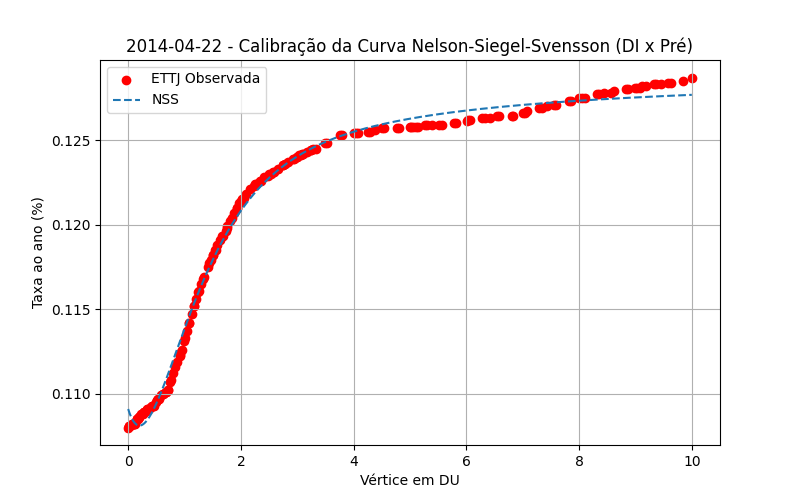 2014-04-22 - Calibração da Curva Nelson-Siegel-Svensson (DI x Pré)
ETTJ Observada
NSS
Taxa ao ano (%)
0.125
0.120
0.115
0.110
0 2 4 6 8 10
Vértice em DU